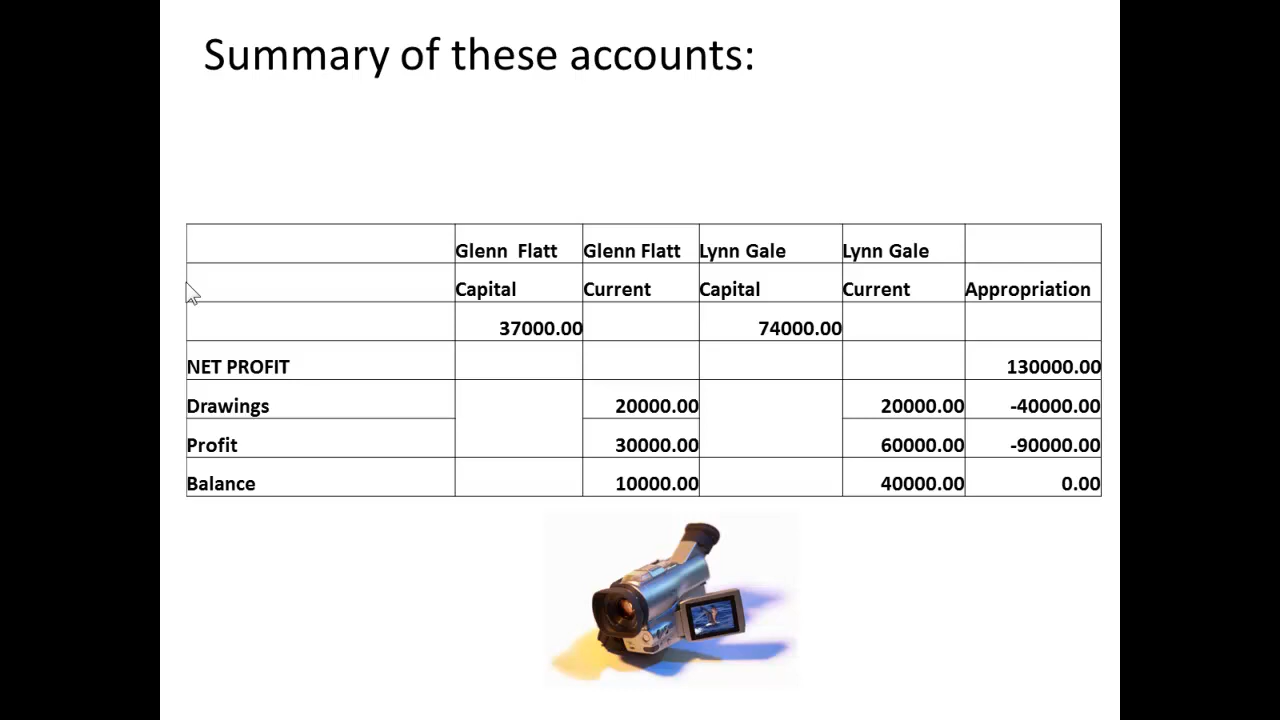 Summary of these accounts:
Glenn  Flatt Glenn Flatt Lynn Gale Lynn Gale
Capital Current Capital Current Appropriation
37000.00 74000.00
NET PROFIT 130000.00
Drawings 20000.00 20000.00 -40000.00
Profit 30000.00 60000.00 -90000.00
Balance 10000.00 40000.00 0.00